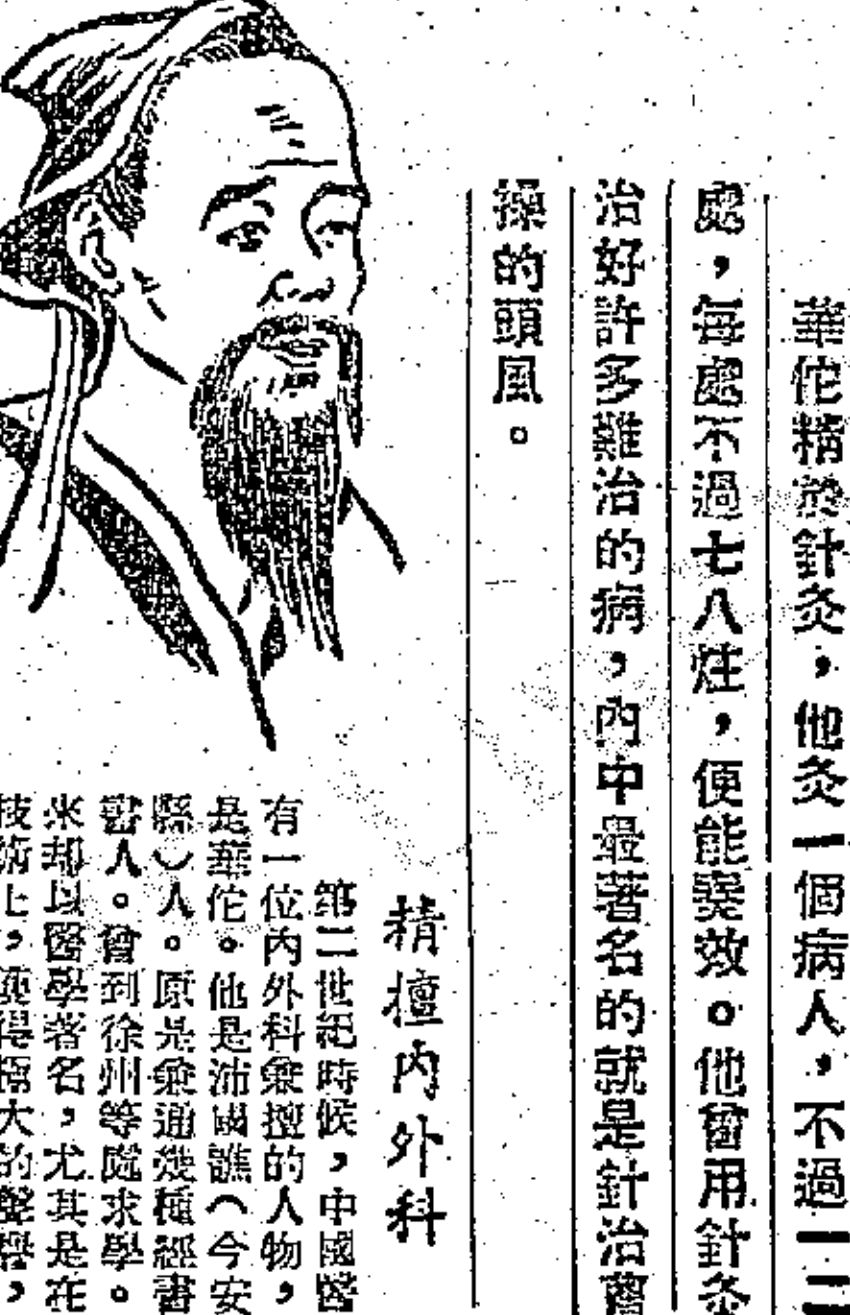 華佗精於針灸，他灸一個病人，不過一二
處，每處不過七八炷，便能奏效。他曾用針灸
治好許多難治的病，內中最著名的就是針治曹
操的頭風。
精擅內外科
第二世紀時候，中國醫
有一位內外科兼擅的人物，
是華佗。他是沛國譙（今安
縣）人。原是兼通幾種經書
讀書人。曾到徐州等處求學。
來却以醫學著名，尤其是在
技術上，獲得極大的聲譽，